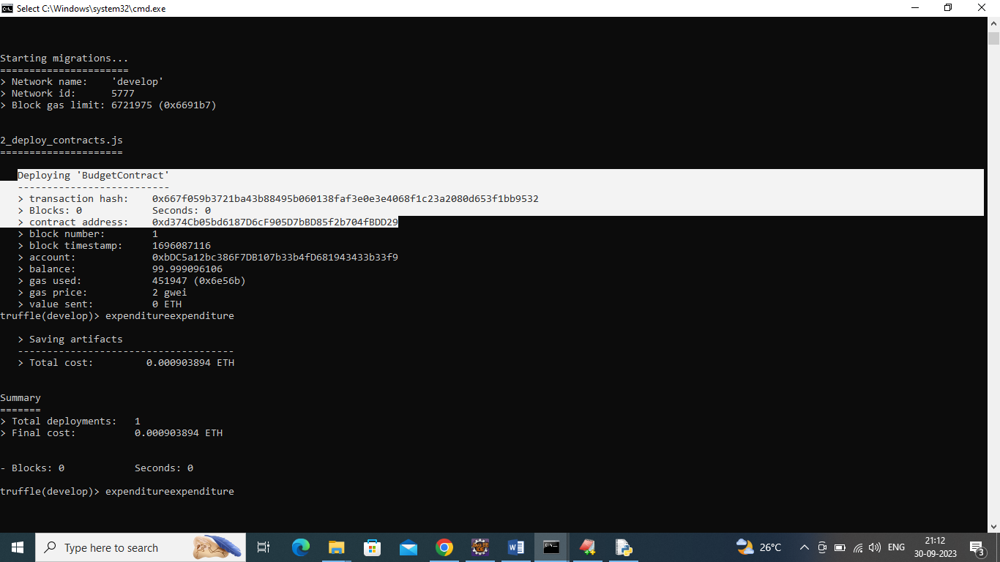 Select C:\Windows\system32\cmd.exe
Starting migrations...
======================
> Network name:    'develop'
> Network id:      5777
> Block gas limit: 6721975 (0x6691b7)
2_deploy_contracts.js
=====================
Deploying 'BudgetContract'
--------------------------
> transaction hash:    0x667f059b3721ba43b88495b060138faf3e0e3e4068f1c23a2080d653f1bb9532
> Blocks: 0            Seconds: 0
> contract address:    0xd374Cb05bd6187D6cF905D7bBD85f2b704fBDD29
> block number:        1
> block timestamp:     1696087116
> account:             0xbDC5a12bc386F7DB107b33b4fD681943433b33f9
> balance:             99.999096106
> gas used:            451947 (0x6e56b)
> gas price:           2 gwei
> value sent:          0 ETH
truffle(develop)> expenditureexpenditure
> Saving artifacts
-------------------------------------
> Total cost:         0.000903894 ETH
Summary
=======
> Total deployments:   1
> Final cost:          0.000903894 ETH
- Blocks: 0            Seconds: 0
truffle(develop)> expenditureexpenditure
Type here to search
26°C
ENG
21:12
30-09-2023
3